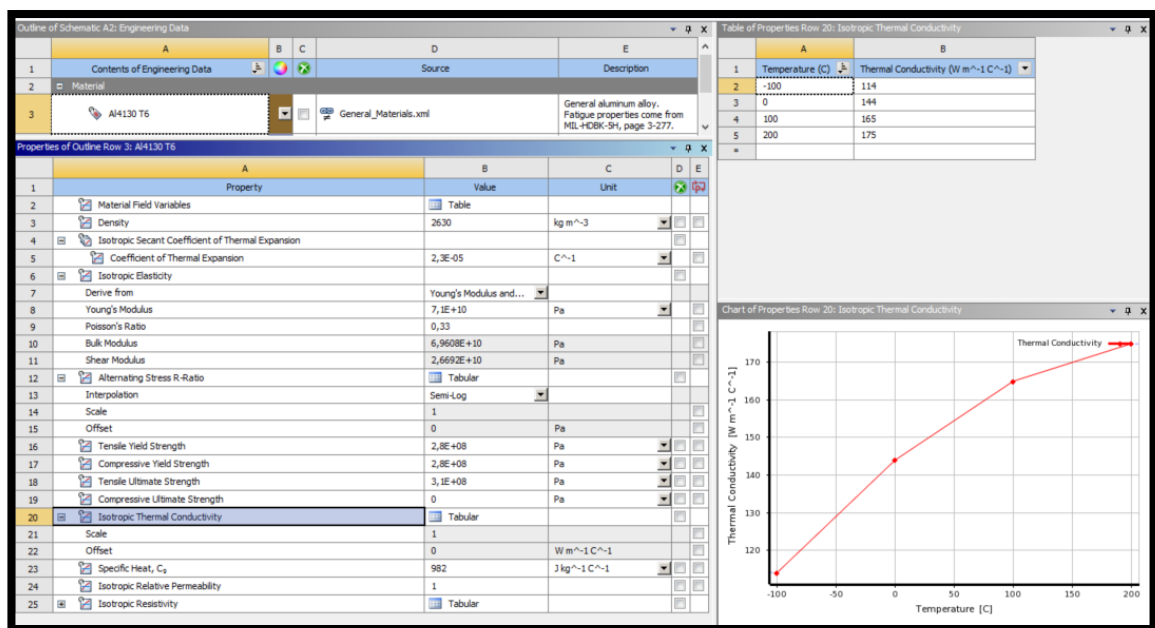 Outline of Schematic A2: Engineering Data
A B C D E
1 Contents of Engineering Data Source Description
2 Material
3 Al4130 T6 General_Materials.xml General aluminum alloy. Fatigue properties come from MIL-HDBK-5H, page 3-277.
Properties of Outline Row 3: Al4130 T6
A B C D E
1 Property Value Unit
2 Material Field Variables Table
3 Density 2630 kg m^-3
4 Isotropic Secant Coefficient of Thermal Expansion
5 Coefficient of Thermal Expansion 2,3E-05 C^-1
6 Isotropic Elasticity
7 Derive from Young's Modulus and...
8 Young's Modulus 7,1E+10 Pa
9 Poisson's Ratio 0,33
10 Bulk Modulus 6,9608E+10 Pa
11 Shear Modulus 2,6692E+10 Pa
12 Alternating Stress R-Ratio Tabular
13 Interpolation Semi-Log
14 Scale 1
15 Offset 0 Pa
16 Tensile Yield Strength 2,8E+08 Pa
17 Compressive Yield Strength 2,8E+08 Pa
18 Tensile Ultimate Strength 3,1E+08 Pa
19 Compressive Ultimate Strength 0 Pa
20 Isotropic Thermal Conductivity Tabular
21 Scale 1
22 Offset 0 W m^-1 C^-1
23 Specific Heat, Cₚ 982 J kg^-1 C^-1
24 Isotropic Relative Permeability 1
25 Isotropic Resistivity Tabular
Table of Properties Row 20: Isotropic Thermal Conductivity
A B
1 Temperature (C) Thermal Conductivity (W m^-1 C^-1)
2 -100 114
3 0 144
4 100 165
5 200 175
*
Chart of Properties Row 20: Isotropic Thermal Conductivity
Thermal Conductivity
Thermal Conductivity [W m^-1 C^-1]
170
160
150
140
130
120
-100 -50 0 50 100 150 200
Temperature [C]